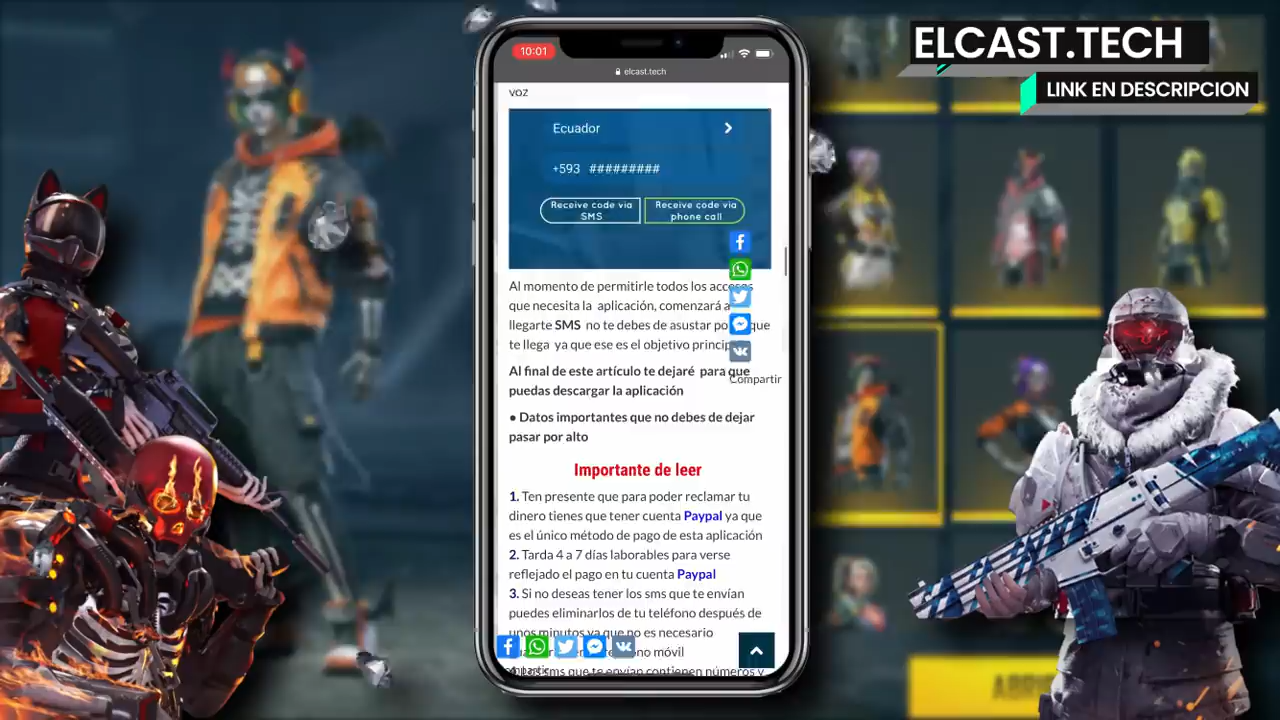 ELCAST.TECH
LINK EN DESCRIPCION
10:01
elcast.tech
voz
Ecuador
+593 #########
Receive code via SMS
Receive code via phone call
Al momento de permitirle todos los
que necesita la aplicación, comenzará a
llegarte SMS no te debes de asustar que
te llega ya que ese es el objetivo
Al final de este artículo te dejaré para que
puedas descargar la aplicación
Compartir
• Datos importantes que no debes de dejar
pasar por alto
Importante de leer
1. Ten presente que para poder reclamar tu
dinero tienes que tener cuenta Paypal ya que
es el único método de pago de esta aplicación
2. Tarda 4 a 7 días laborables para verse
reflejado el pago en tu cuenta Paypal
3. Si no deseas tener los sms que te envían
puedes eliminarlos de tu teléfono después de
unos minutos ya que no es necesario
móvil
sms que te envían contienen números y